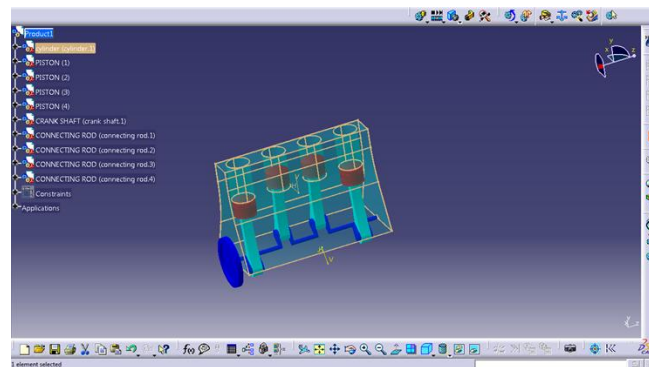 Product1
cylinder (cylinder.1)
PISTON (1)
PISTON (2)
PISTON (3)
PISTON (4)
CRANK SHAFT (crank shaft.1)
CONNECTING ROD (connecting rod.1)
CONNECTING ROD (connecting rod.2)
CONNECTING ROD (connecting rod.3)
CONNECTING ROD (connecting rod.4)
Constraints
Applications
y
x
z
y
z
f(x)
1 element selected